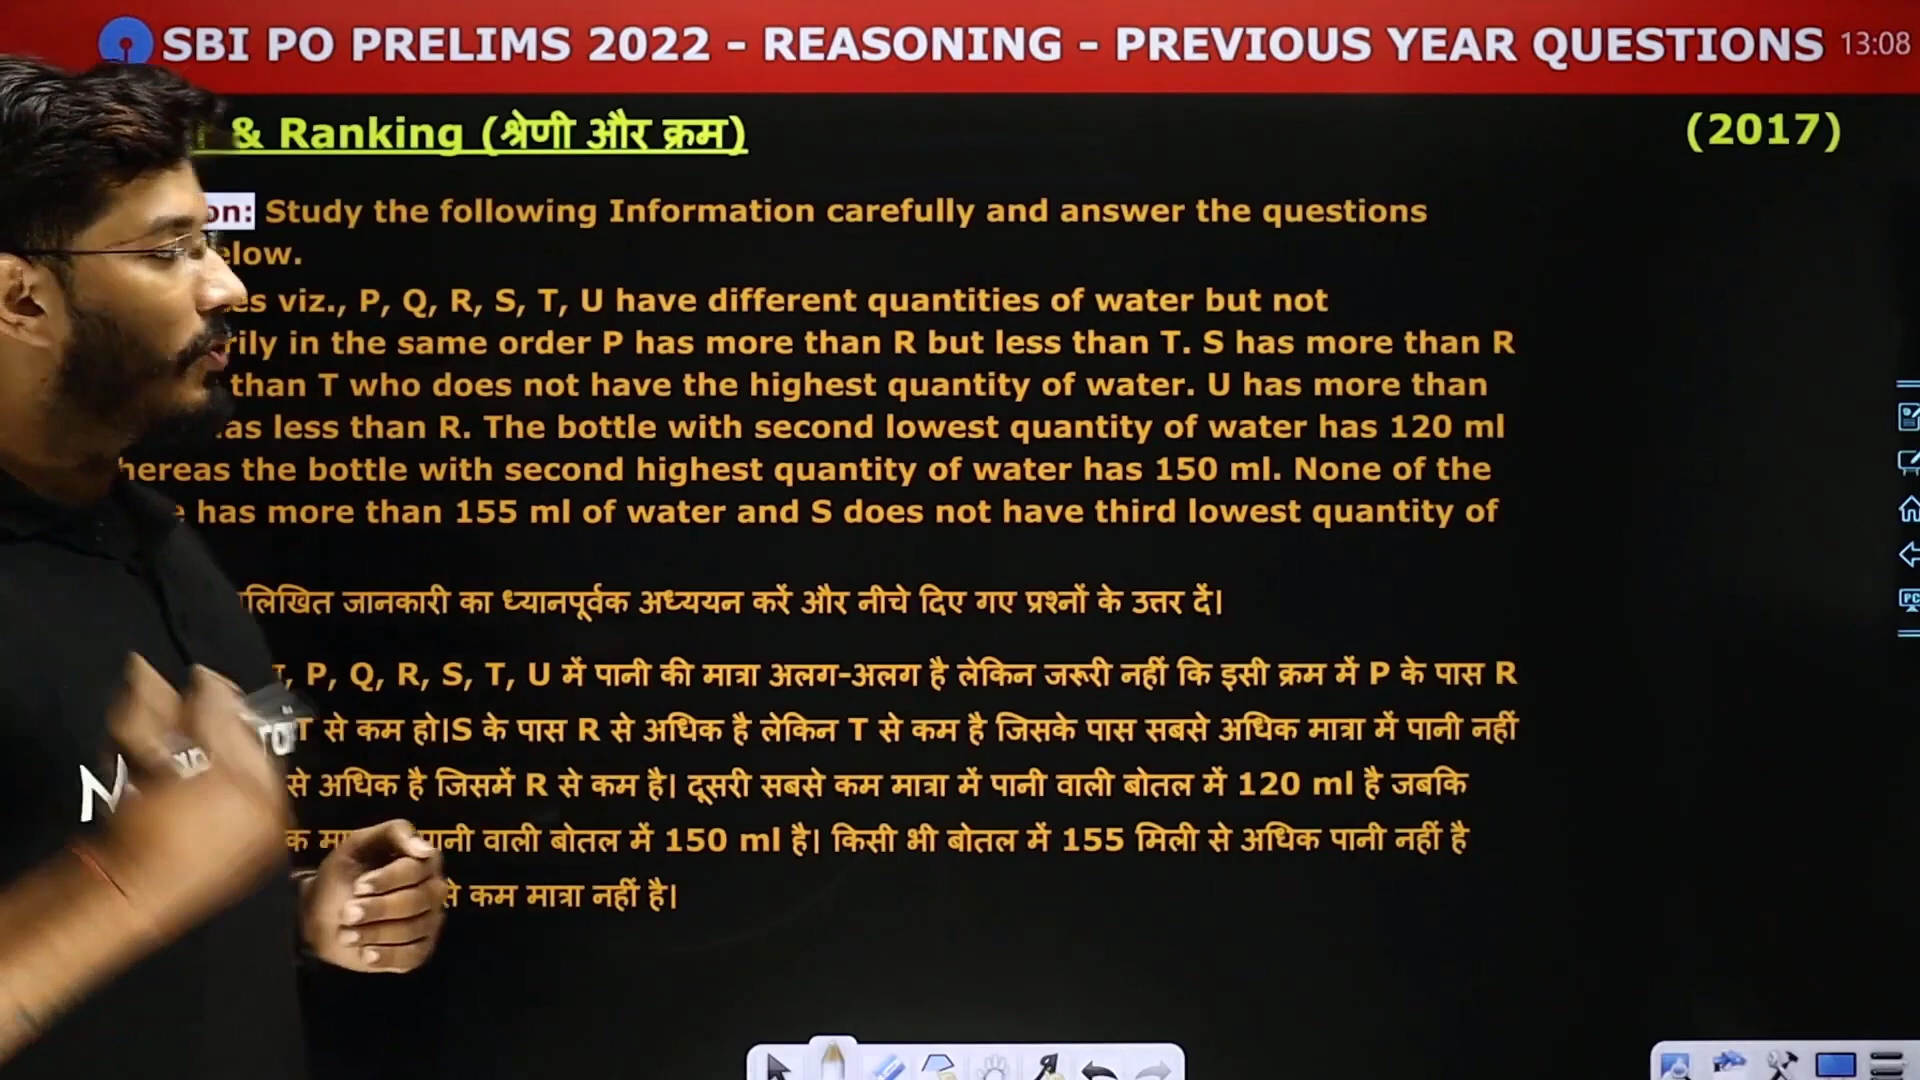 SBI PO PRELIMS 2022 - REASONING - PREVIOUS YEAR QUESTIONS 13:08
& Ranking (श्रेणी और क्रम) (2017)
on: Study the following Information carefully and answer the questions
elow.
es viz., P, Q, R, S, T, U have different quantities of water but not
rily in the same order P has more than R but less than T. S has more than R
than T who does not have the highest quantity of water. U has more than
as less than R. The bottle with second lowest quantity of water has 120 ml
hereas the bottle with second highest quantity of water has 150 ml. None of the
has more than 155 ml of water and S does not have third lowest quantity of
लिखित जानकारी का ध्यानपूर्वक अध्ययन करें और नीचे दिए गए प्रश्नों के उत्तर दें।
, P, Q, R, S, T, U में पानी की मात्रा अलग-अलग है लेकिन जरूरी नहीं कि इसी क्रम में P के पास R
T से कम हो।S के पास R से अधिक है लेकिन T से कम है जिसके पास सबसे अधिक मात्रा में पानी नहीं
से अधिक है जिसमें R से कम है। दूसरी सबसे कम मात्रा में पानी वाली बोतल में 120 ml है जबकि
क पानी वाली बोतल में 150 ml है। किसी भी बोतल में 155 मिली से अधिक पानी नहीं है
से कम मात्रा नहीं है।